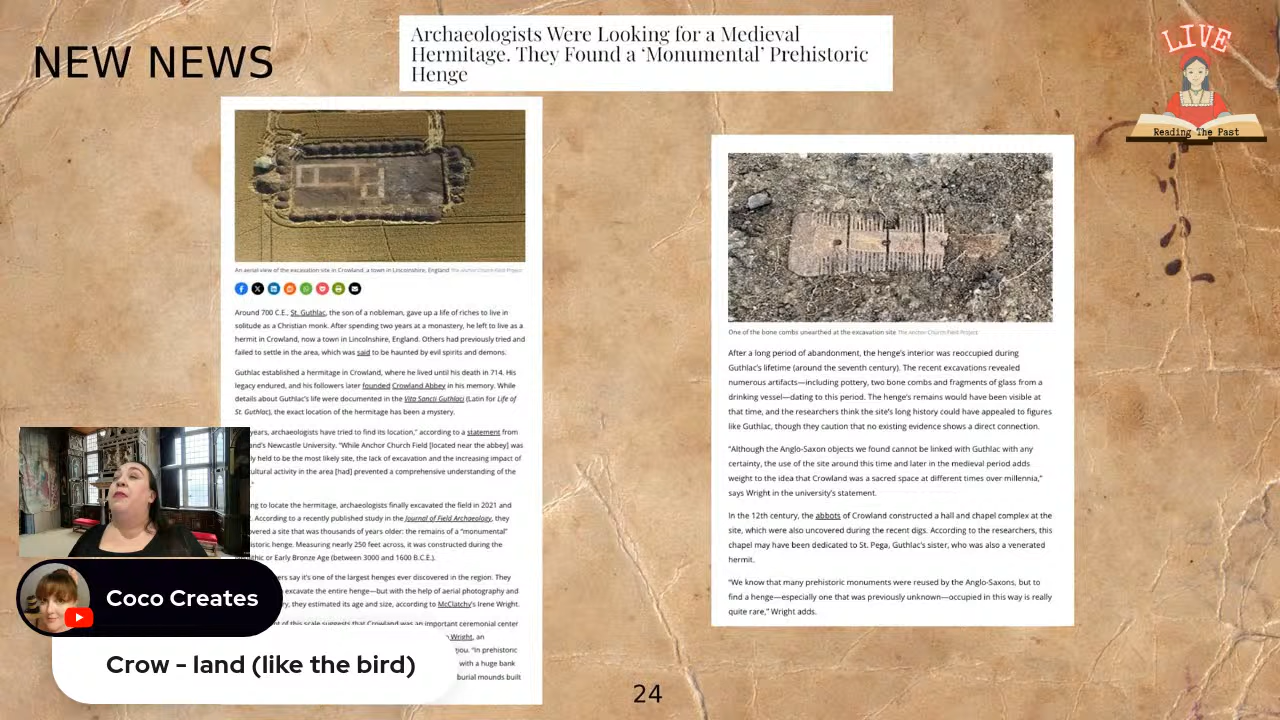 NEW NEWS
Archaeologists Were Looking for a Medieval
Hermitage. They Found a ‘Monumental’ Prehistoric
Henge
LIVE
Reading The Past
An aerial view of the excavation site in Crowland, a town in Lincolnshire, England The Anchor Church Field Project
Around 700 C.E., St. Guthlac, the son of a nobleman, gave up a life of riches to live in
solitude as a Christian monk. After spending two years at a monastery, he left to live as a
hermit in Crowland, now a town in Lincolnshire, England. Others had previously tried and
failed to settle in the area, which was said to be haunted by evil spirits and demons.
Guthlac established a hermitage in Crowland, where he lived until his death in 714. His
legacy endured, and his followers later founded Crowland Abbey in his memory. While
details about Guthlac's life were documented in the Vita Sancti Guthlaci (Latin for Life of
St. Guthlac), the exact location of the hermitage has been a mystery.
years, archaeologists have tried to find its location," according to a statement from
and's Newcastle University. "While Anchor Church Field [located near the abbey] was
ly held to be the most likely site, the lack of excavation and the increasing impact of
ultural activity in the area [had] prevented a comprehensive understanding of the
"
ng to locate the hermitage, archaeologists finally excavated the field in 2021 and
. According to a recently published study in the Journal of Field Archaeology, they
overed a site that was thousands of years older: the remains of a "monumental"
istoric henge. Measuring nearly 250 feet across, it was constructed during the
thic or Early Bronze Age (between 3000 and 1600 B.C.E.).
ers say it's one of the largest henges ever discovered in the region. They
excavate the entire henge—but with the help of aerial photography and
y, they estimated its age and size, according to McClatchy's Irene Wright.
nt of this scale suggests that Crowland was an important ceremonial center
Wright, an
jou. "In prehistoric
with a huge bank
burial mounds built
One of the bone combs unearthed at the excavation site The Anchor Church Field Project
After a long period of abandonment, the henge's interior was reoccupied during
Guthlac's lifetime (around the seventh century). The recent excavations revealed
numerous artifacts—including pottery, two bone combs and fragments of glass from a
drinking vessel—dating to this period. The henge's remains would have been visible at
that time, and the researchers think the site's long history could have appealed to figures
like Guthlac, though they caution that no existing evidence shows a direct connection.
"Although the Anglo-Saxon objects we found cannot be linked with Guthlac with any
certainty, the use of the site around this time and later in the medieval period adds
weight to the idea that Crowland was a sacred space at different times over millennia,"
says Wright in the university's statement.
In the 12th century, the abbots of Crowland constructed a hall and chapel complex at the
site, which were also uncovered during the recent digs. According to the researchers, this
chapel may have been dedicated to St. Pega, Guthlac's sister, who was also a venerated
hermit.
"We know that many prehistoric monuments were reused by the Anglo-Saxons, but to
find a henge—especially one that was previously unknown—occupied in this way is really
quite rare," Wright adds.
Coco Creates
Crow - land (like the bird)
24